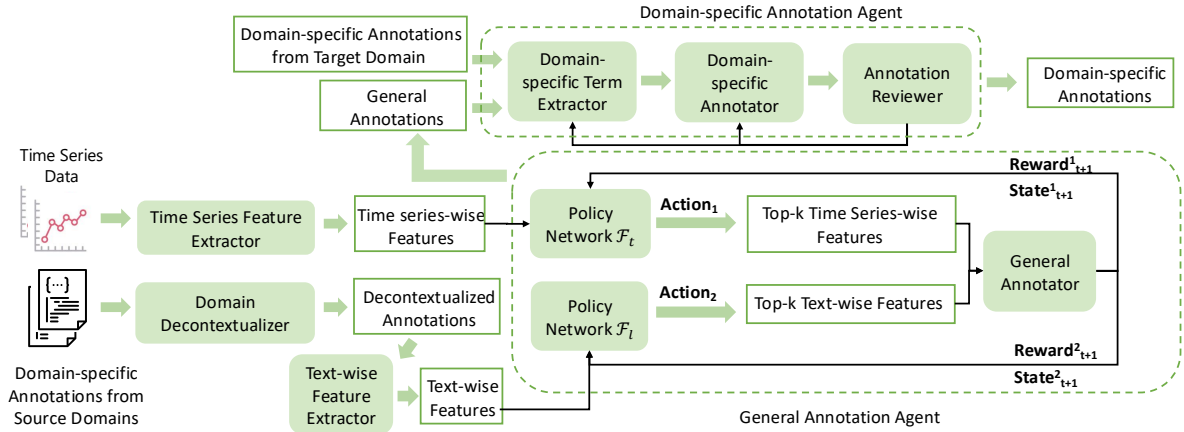 Domain-specific Annotation Agent
Domain-specific Annotations
from Target Domain
General
Annotations
Domain-
specific Term
Extractor
Domain-
specific
Annotator
Annotation
Reviewer
Domain-specific
Annotations
Time Series
Data
Time Series Feature
Extractor
Time series-wise
Features
Policy
Network ℱt
Action1
Top-k Time Series-wise
Features
Reward1t+1
State1t+1
General
Annotator
{...}
Domain
Decontextualizer
Decontextualized
Annotations
Policy
Network ℱl
Action2
Top-k Text-wise Features
Reward2t+1
State2t+1
Domain-specific
Annotations from
Source Domains
Text-wise
Feature
Extractor
Text-wise
Features
General Annotation Agent